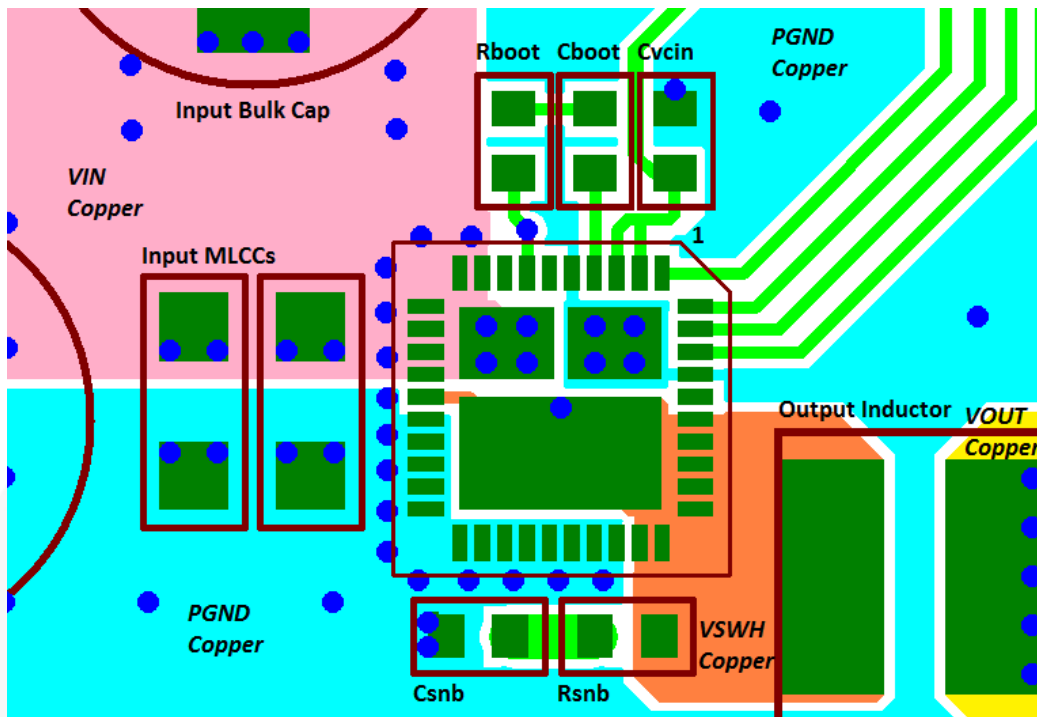 Rboot Cboot Cvcin
PGND
Copper
Input Bulk Cap
VIN
Copper
1
Input MLCCs
Output Inductor
VOUT
Copper
PGND
Copper
VSWH
Copper
Csnb
Rsnb